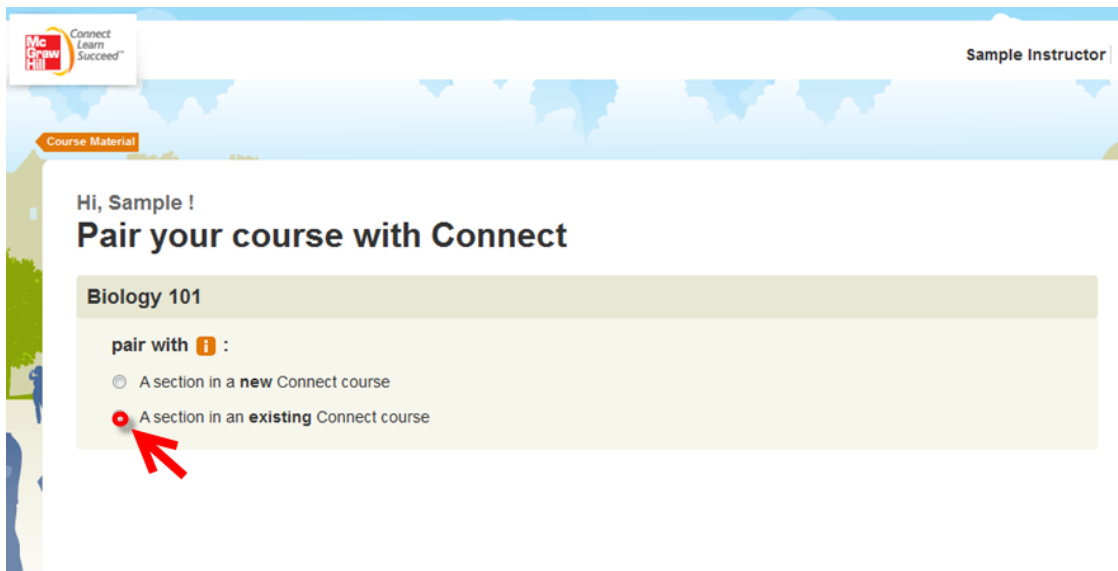 Mc
Graw
Hill
Connect
Learn
Succeed™
Sample Instructor
Course Material
Hi, Sample !
Pair your course with Connect
Biology 101
pair with i :
A section in a new Connect course
A section in an existing Connect course